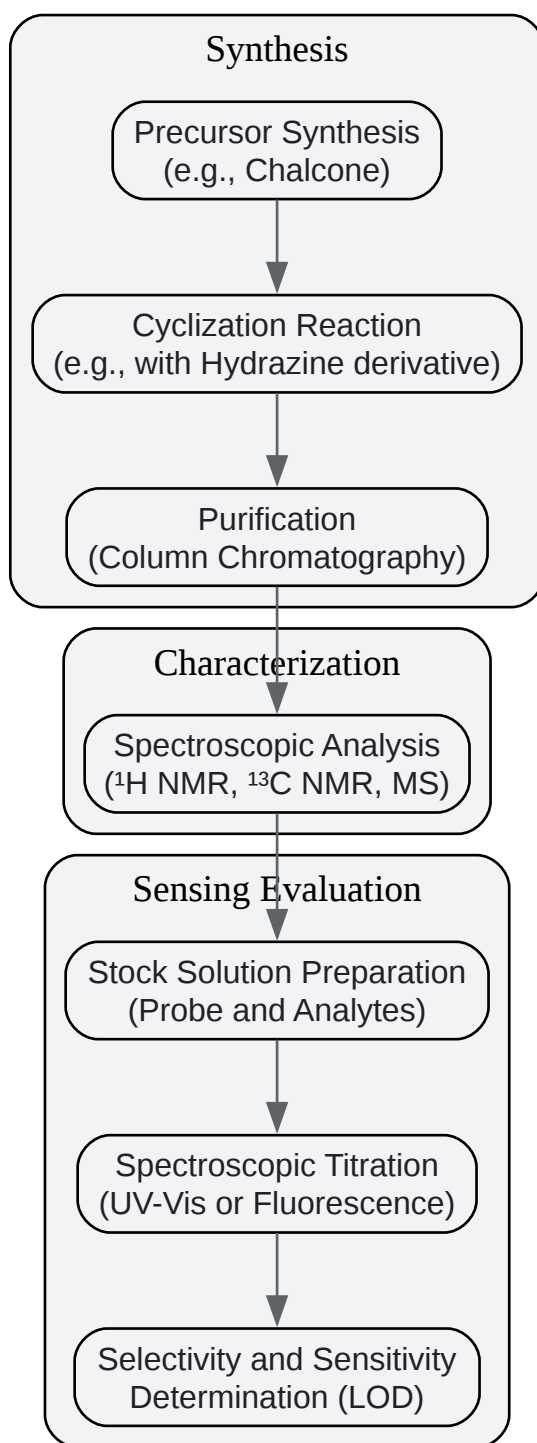 Synthesis
Precursor Synthesis
(e.g., Chalcone)
Cyclization Reaction
(e.g., with Hydrazine derivative)
Purification
(Column Chromatography)
Characterization
Spectroscopic Analysis
(¹H NMR, ¹³C NMR, MS)
Sensing Evaluation
Stock Solution Preparation
(Probe and Analytes)
Spectroscopic Titration
(UV-Vis or Fluorescence)
Selectivity and Sensitivity
Determination (LOD)